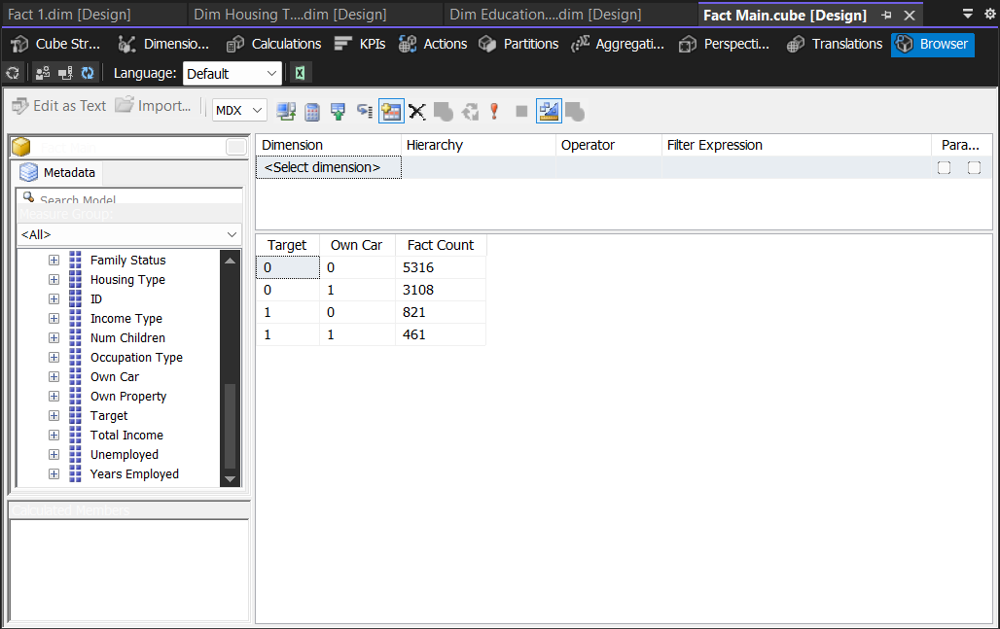 Fact 1.dim [Design] Dim Housing T....dim [Design] Dim Education....dim [Design] Fact Main.cube [Design]
Cube Str... Dimensio... Calculations KPIs Actions Partitions Aggregati... Perspecti... Translations Browser
Language: Default
Edit as Text Import... MDX
Metadata
Search Model
Measure Group:
<All>
Family Status
Housing Type
ID
Income Type
Num Children
Occupation Type
Own Car
Own Property
Target
Total Income
Unemployed
Years Employed
Calculated Members
Dimension Hierarchy Operator Filter Expression Para...
<Select dimension>
Target Own Car Fact Count
0 0 5316
0 1 3108
1 0 821
1 1 461